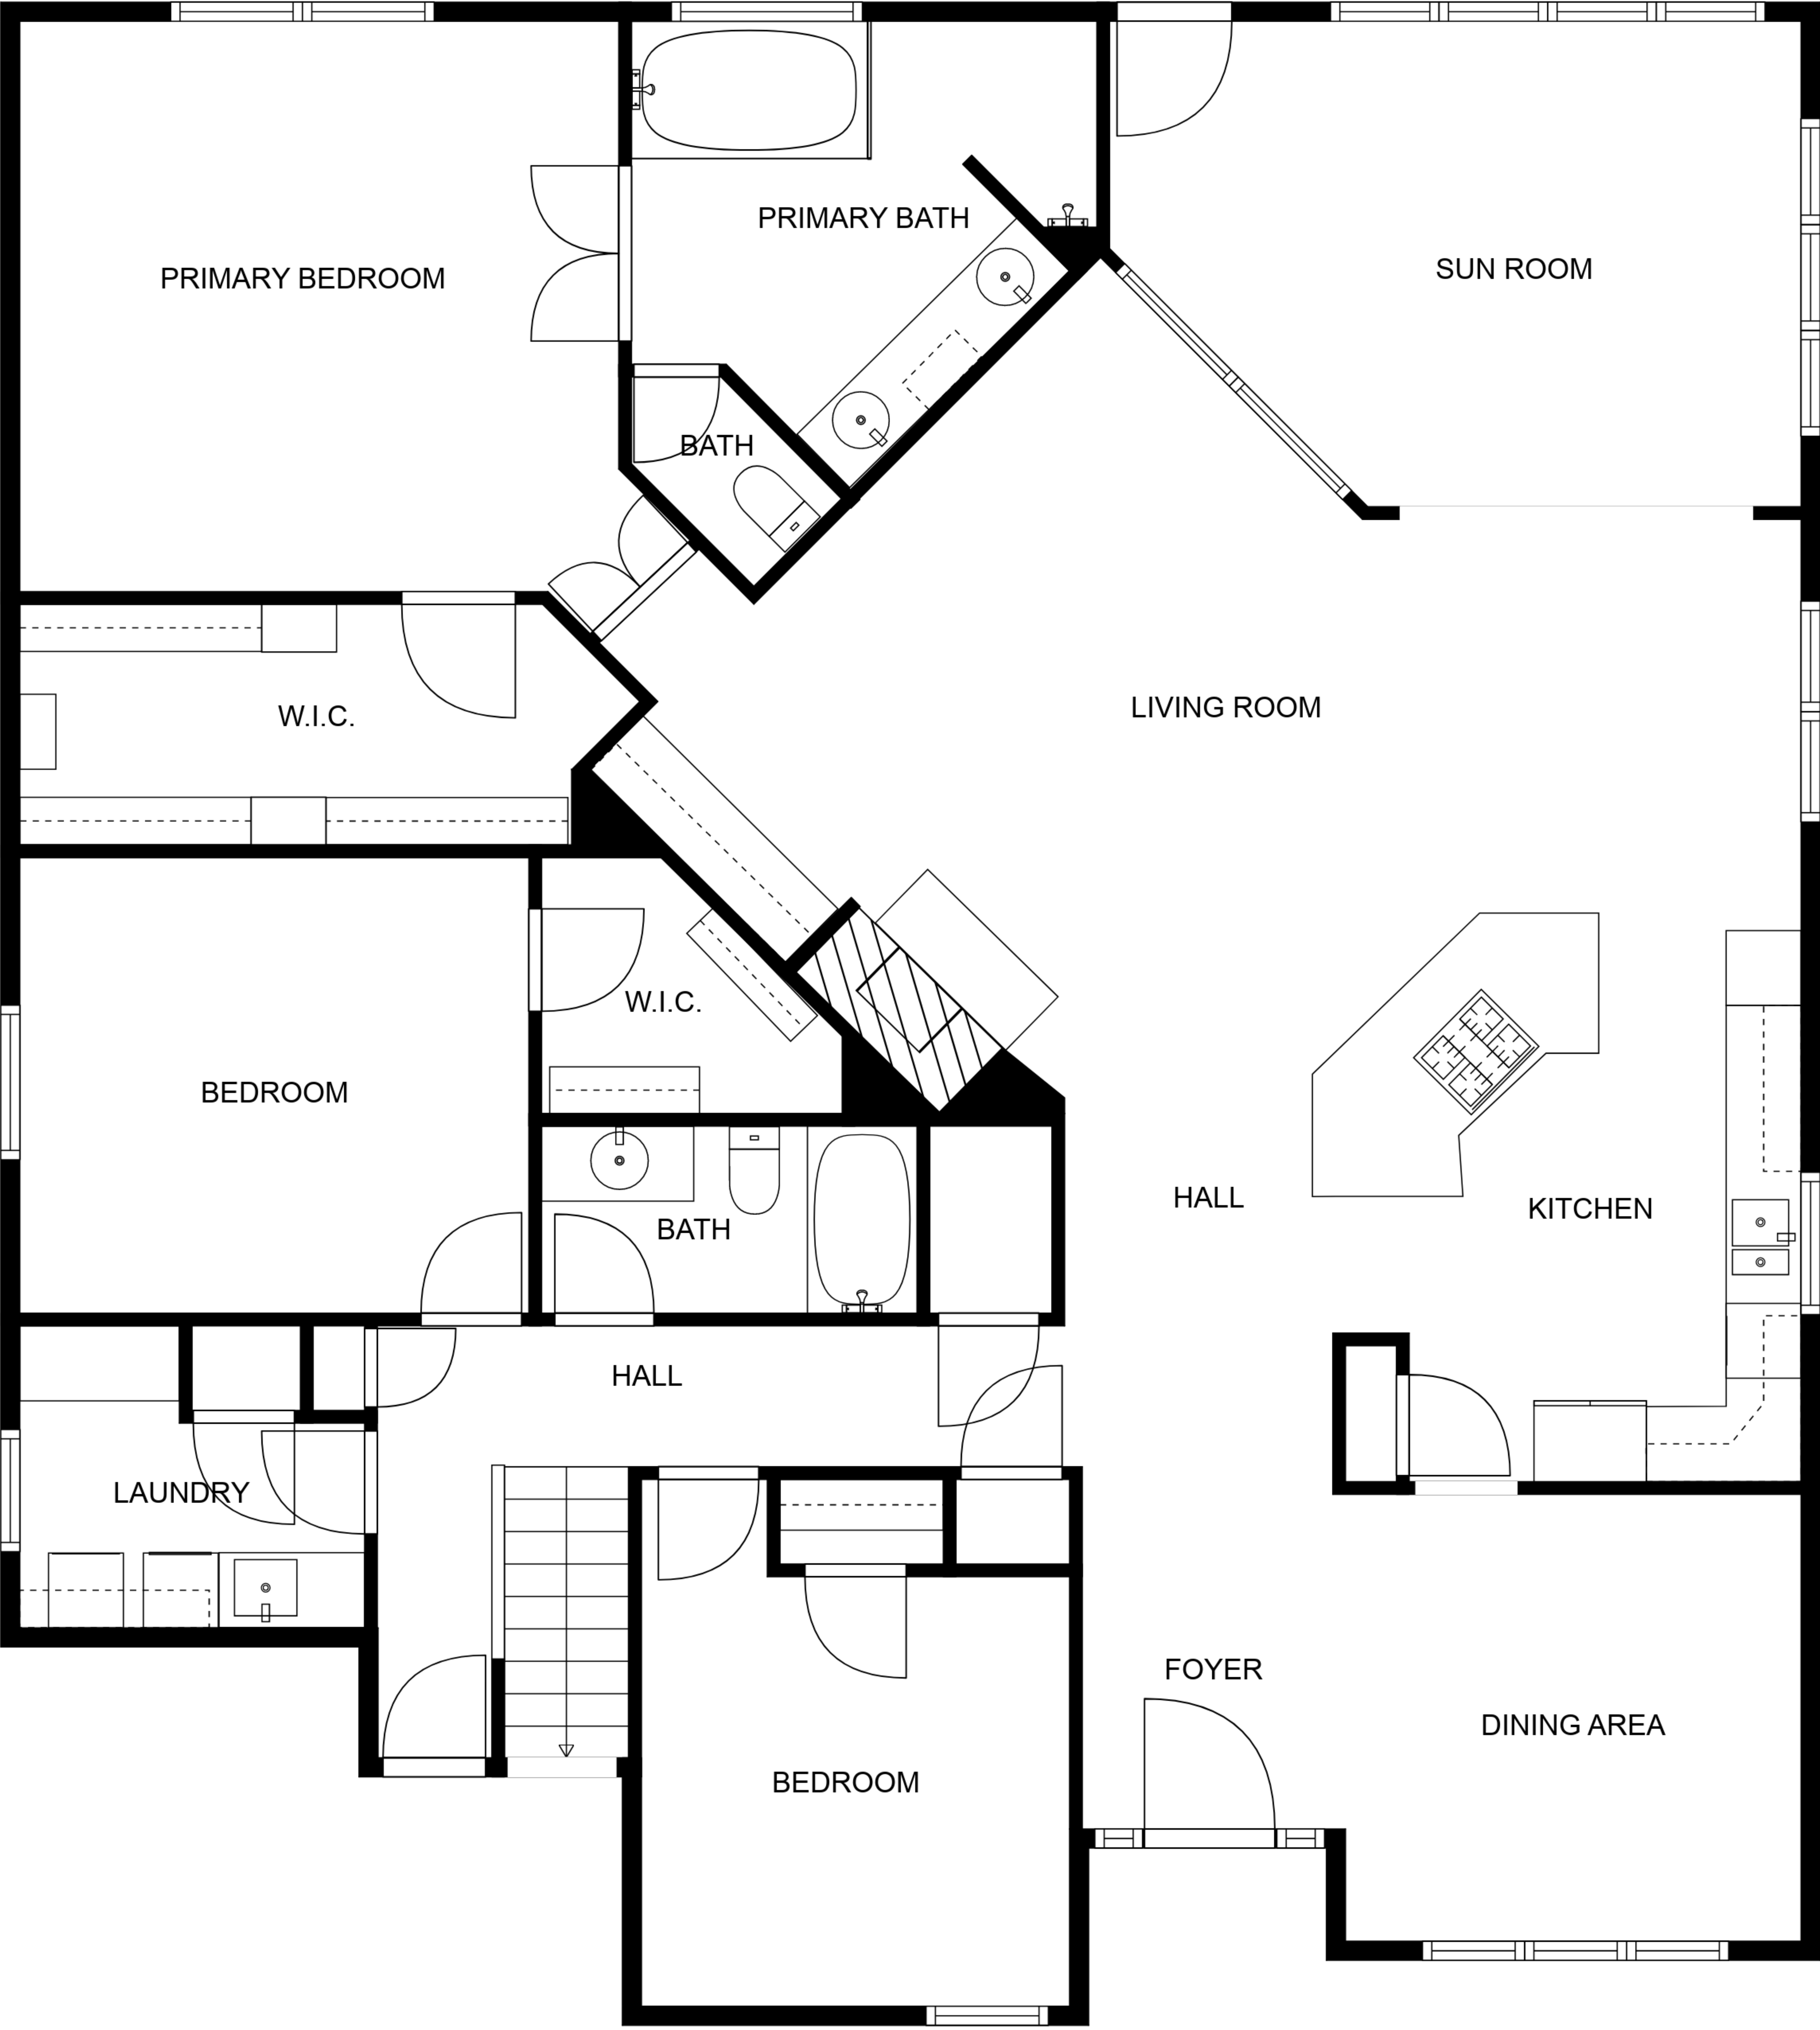 PRIMARY BATH
SUN ROOM
PRIMARY BEDROOM
BATH
LIVING ROOM
W.I.C.
W.I.C.
BEDROOM
HALL
KITCHEN
BATH
HALL
LAUNDRY
FOYER
DINING AREA
BEDROOM